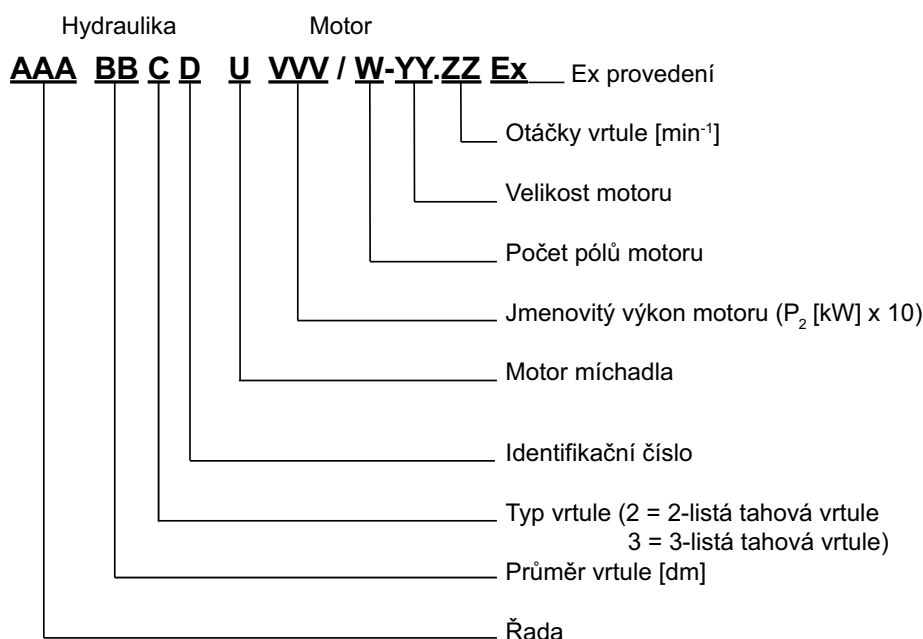 Hydraulika Motor
AAA BB C D U VVV / W-YY.ZZ Ex Ex provedení
Otáčky vrtule [min⁻¹]
Velikost motoru
Počet pólů motoru
Jmenovitý výkon motoru (P₂ [kW] x 10)
Motor míchadla
Identifikační číslo
Typ vrtule (2 = 2-listá tahová vrtule
3 = 3-listá tahová vrtule)
Průměr vrtule [dm]
Řada